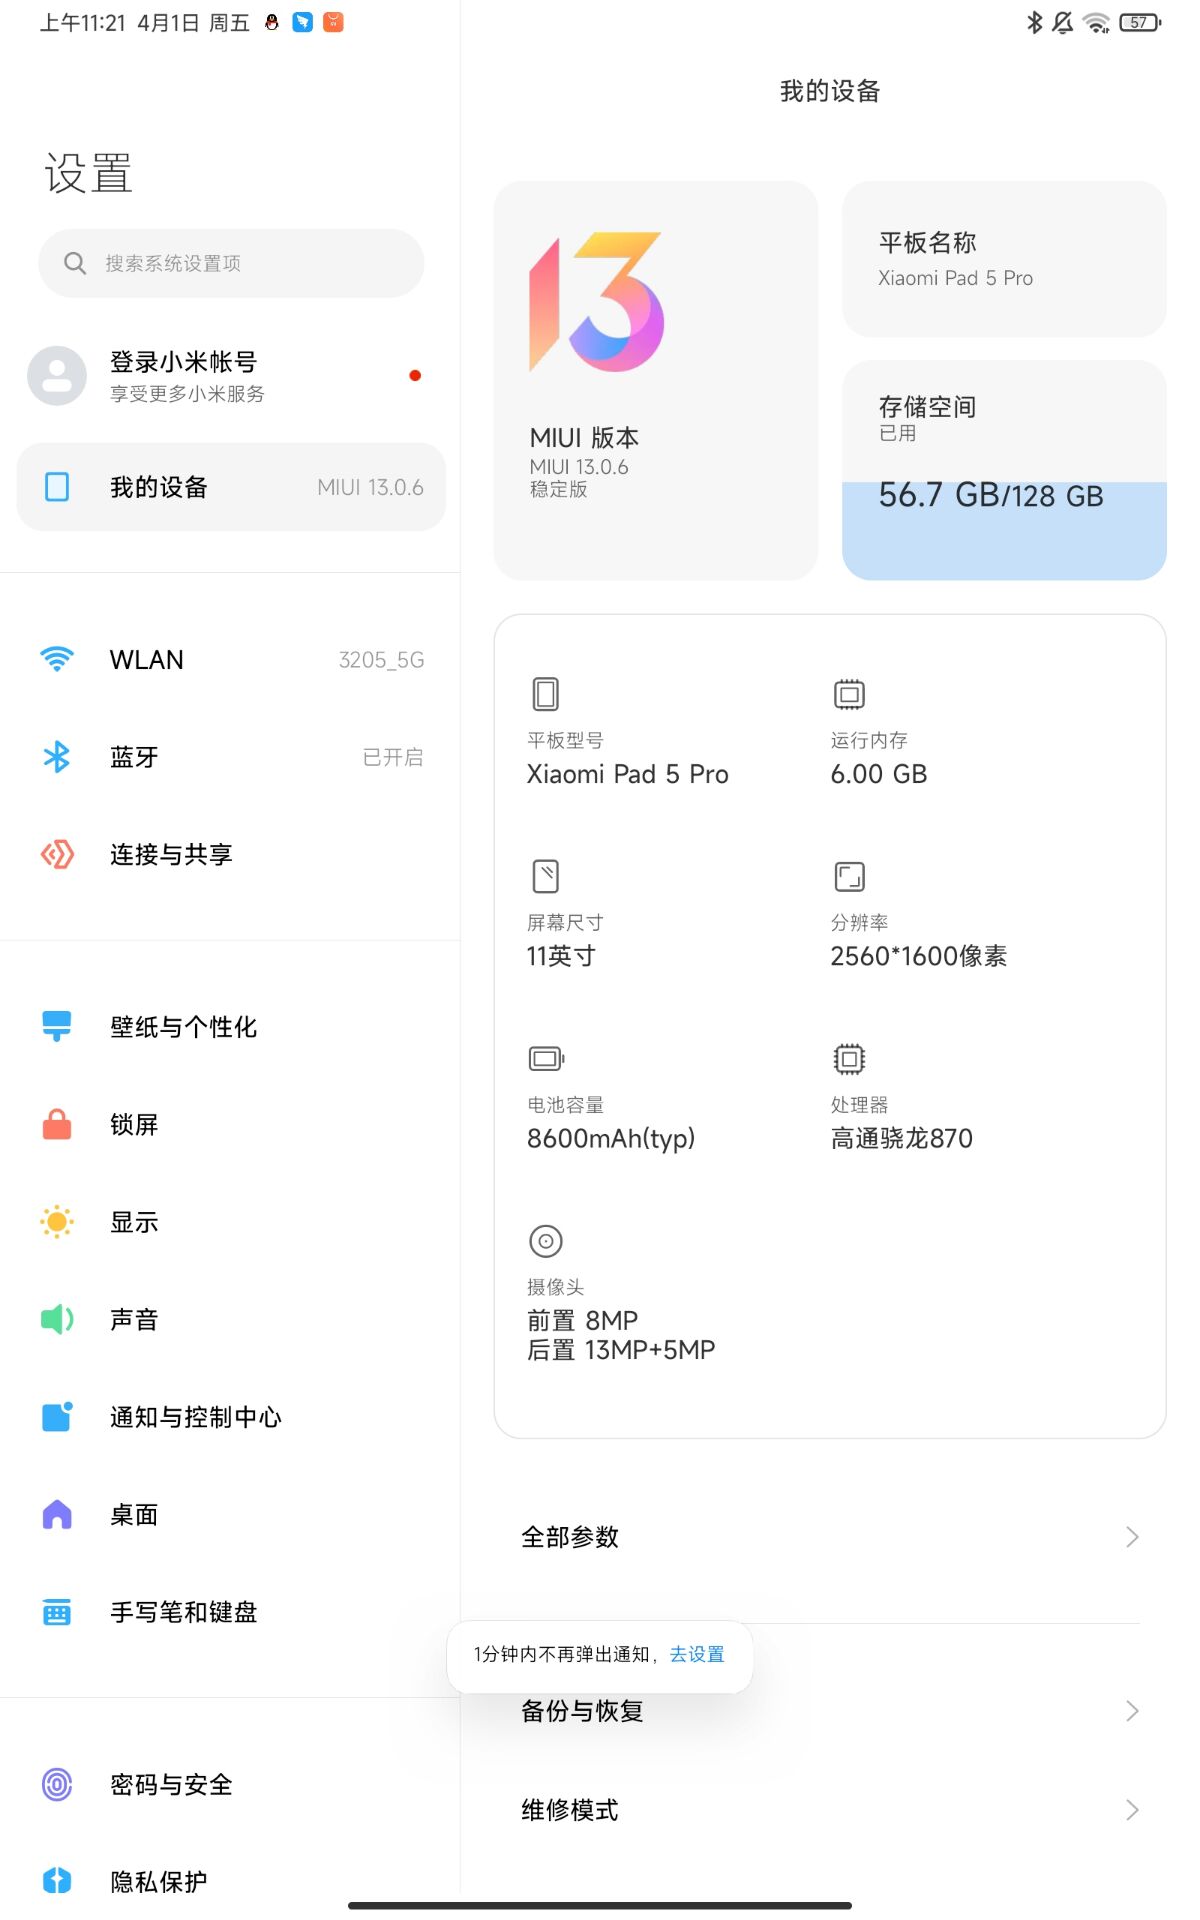 上午11:21 4月1日 周五
57
设置
搜索系统设置项
登录小米帐号
享受更多小米服务
我的设备 MIUI 13.0.6
WLAN 3205_5G
蓝牙 已开启
连接与共享
壁纸与个性化
锁屏
显示
声音
通知与控制中心
桌面
手写笔和键盘
密码与安全
隐私保护
我的设备
13
MIUI 版本
MIUI 13.0.6
稳定版
平板名称
Xiaomi Pad 5 Pro
存储空间
已用
56.7 GB/128 GB
平板型号
Xiaomi Pad 5 Pro
运行内存
6.00 GB
屏幕尺寸
11英寸
分辨率
2560*1600像素
电池容量
8600mAh(typ)
处理器
高通骁龙870
摄像头
前置 8MP
后置 13MP+5MP
全部参数
1分钟内不再弹出通知，去设置
备份与恢复
维修模式